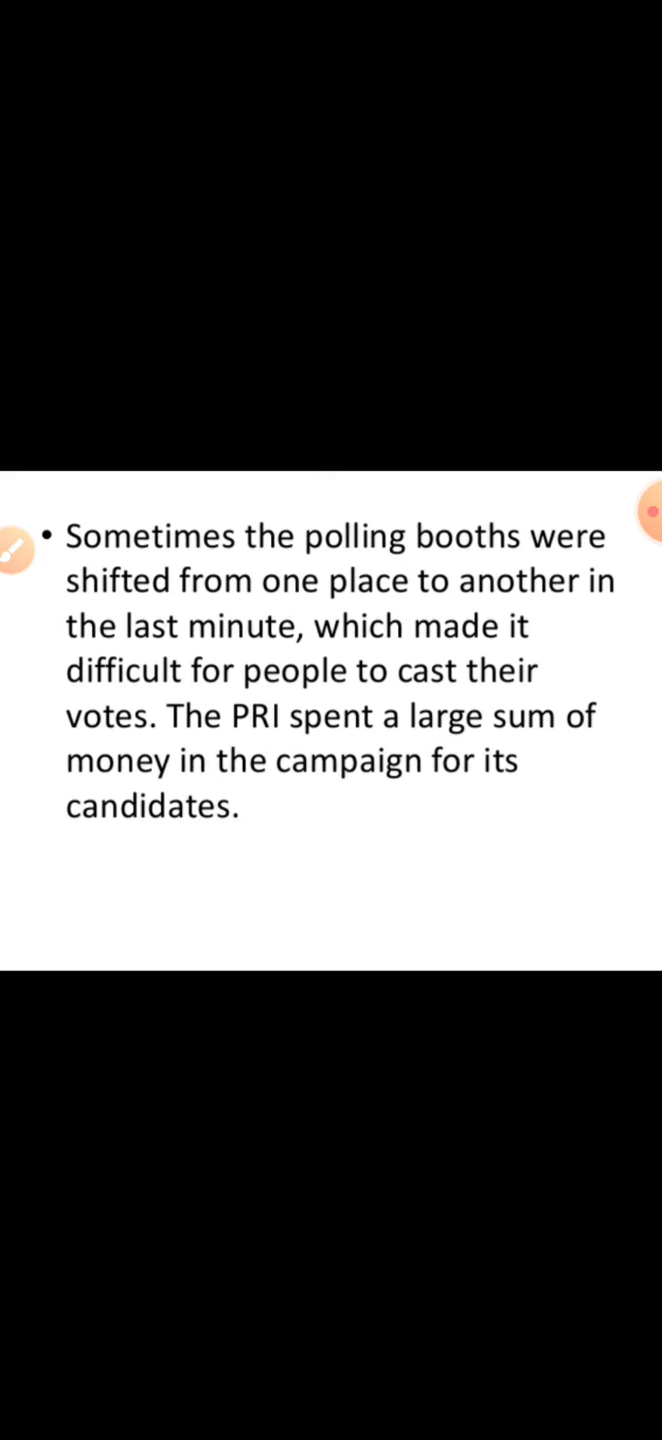 • Sometimes the polling booths were
shifted from one place to another in
the last minute, which made it
difficult for people to cast their
votes. The PRI spent a large sum of
money in the campaign for its
candidates.